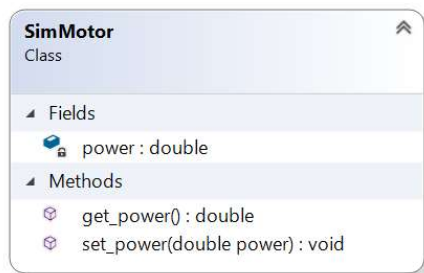 SimMotor
Class
Fields
power : double
Methods
get_power() : double
set_power(double power) : void